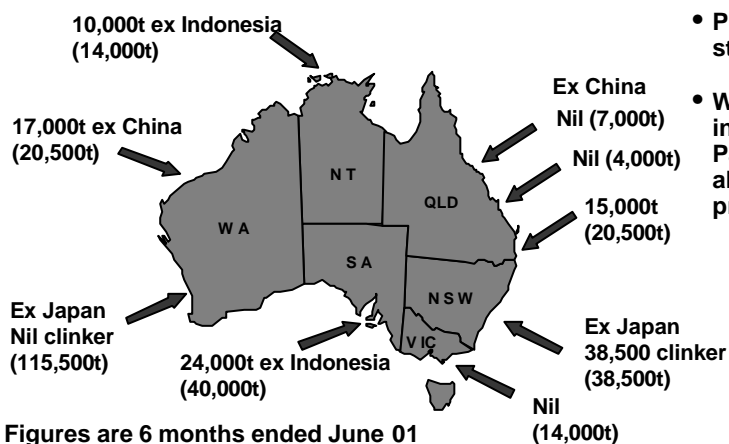 10,000t ex Indonesia
(14,000t)
17,000t ex China
(20,500t)
Ex Japan
Nil clinker
(115,500t)
24,000t ex Indonesia
(40,000t)
N T
W A
S A
QLD
N S W
V IC
Ex China
Nil (7,000t)
Nil (4,000t)
15,000t
(20,500t)
Ex Japan
38,500 clinker
(38,500t)
Nil
(14,000t)
Figures are 6 months ended June 01